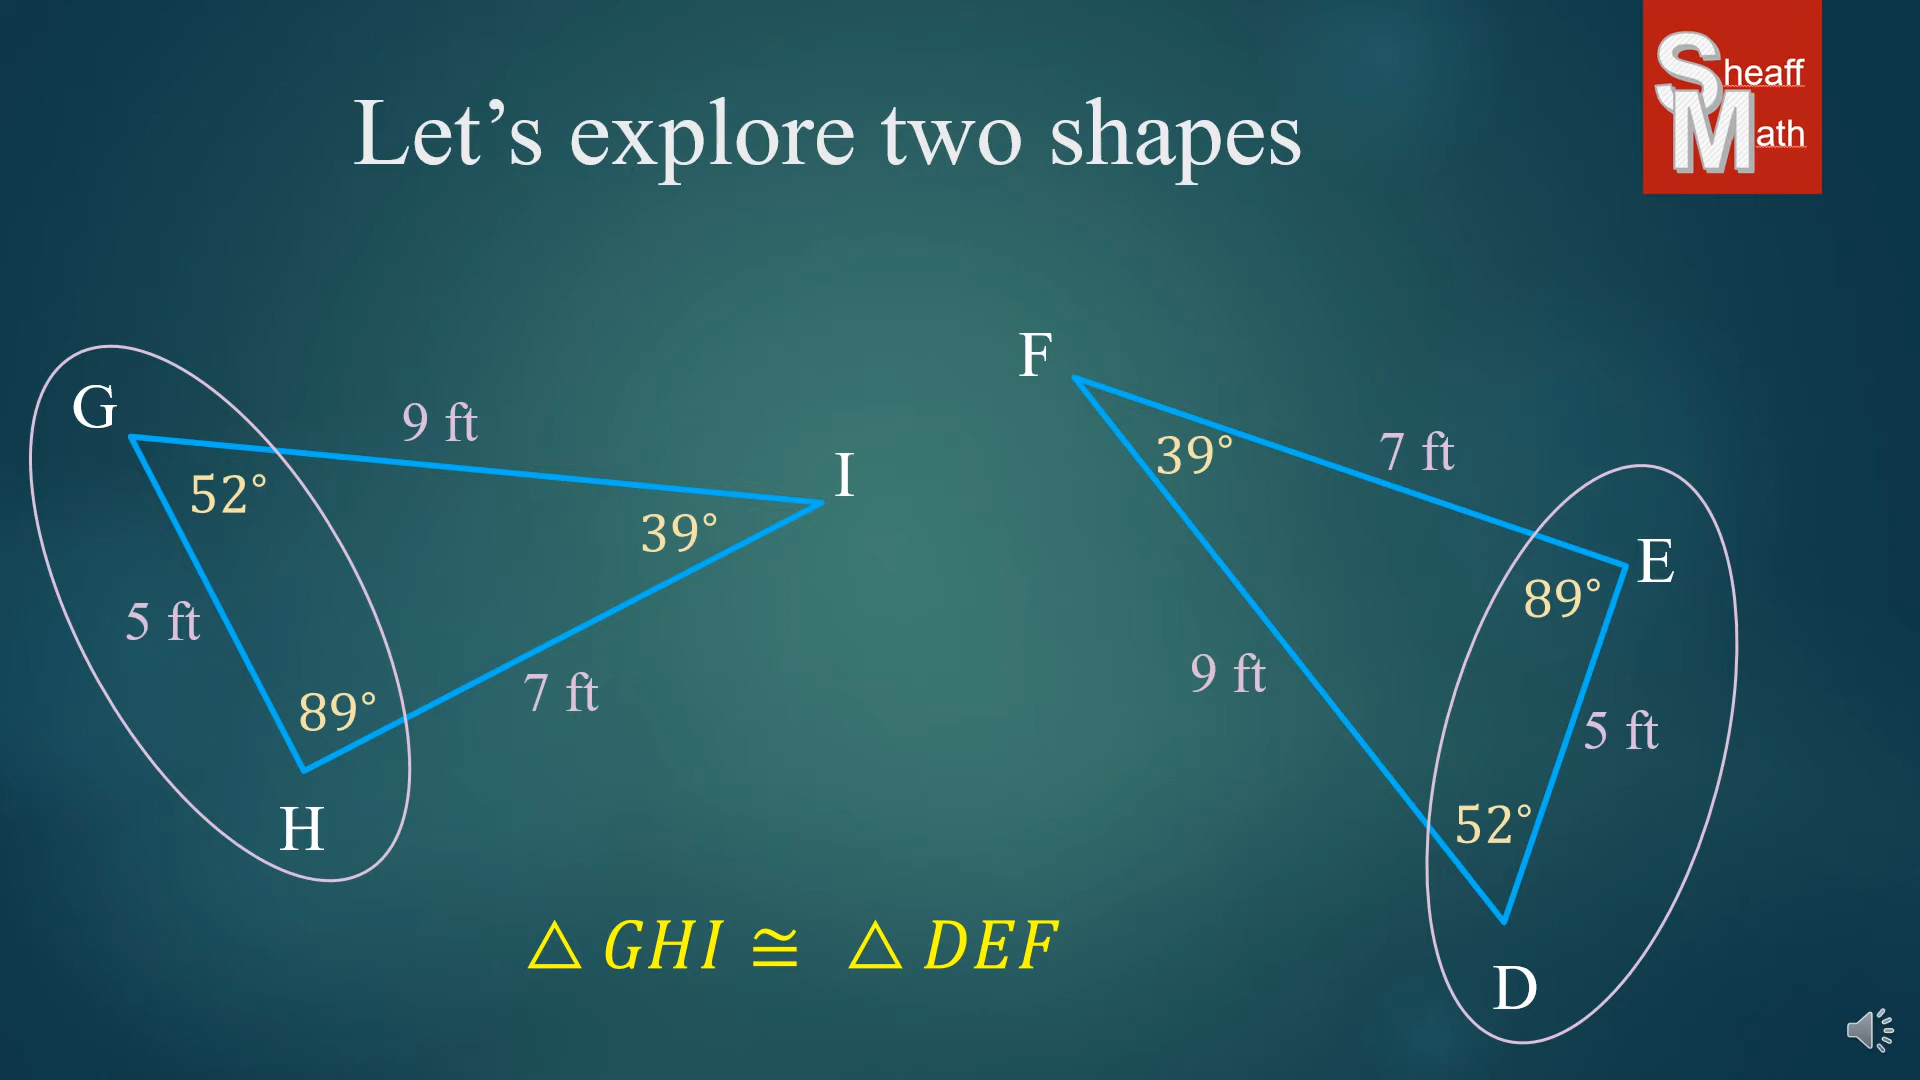 Let’s explore two shapes
Sheaff
Math
G
9 ft
I
52°
39°
5 ft
89°
7 ft
H
F
39°
7 ft
E
89°
9 ft
5 ft
52°
D
△ GHI ≅ △ DEF